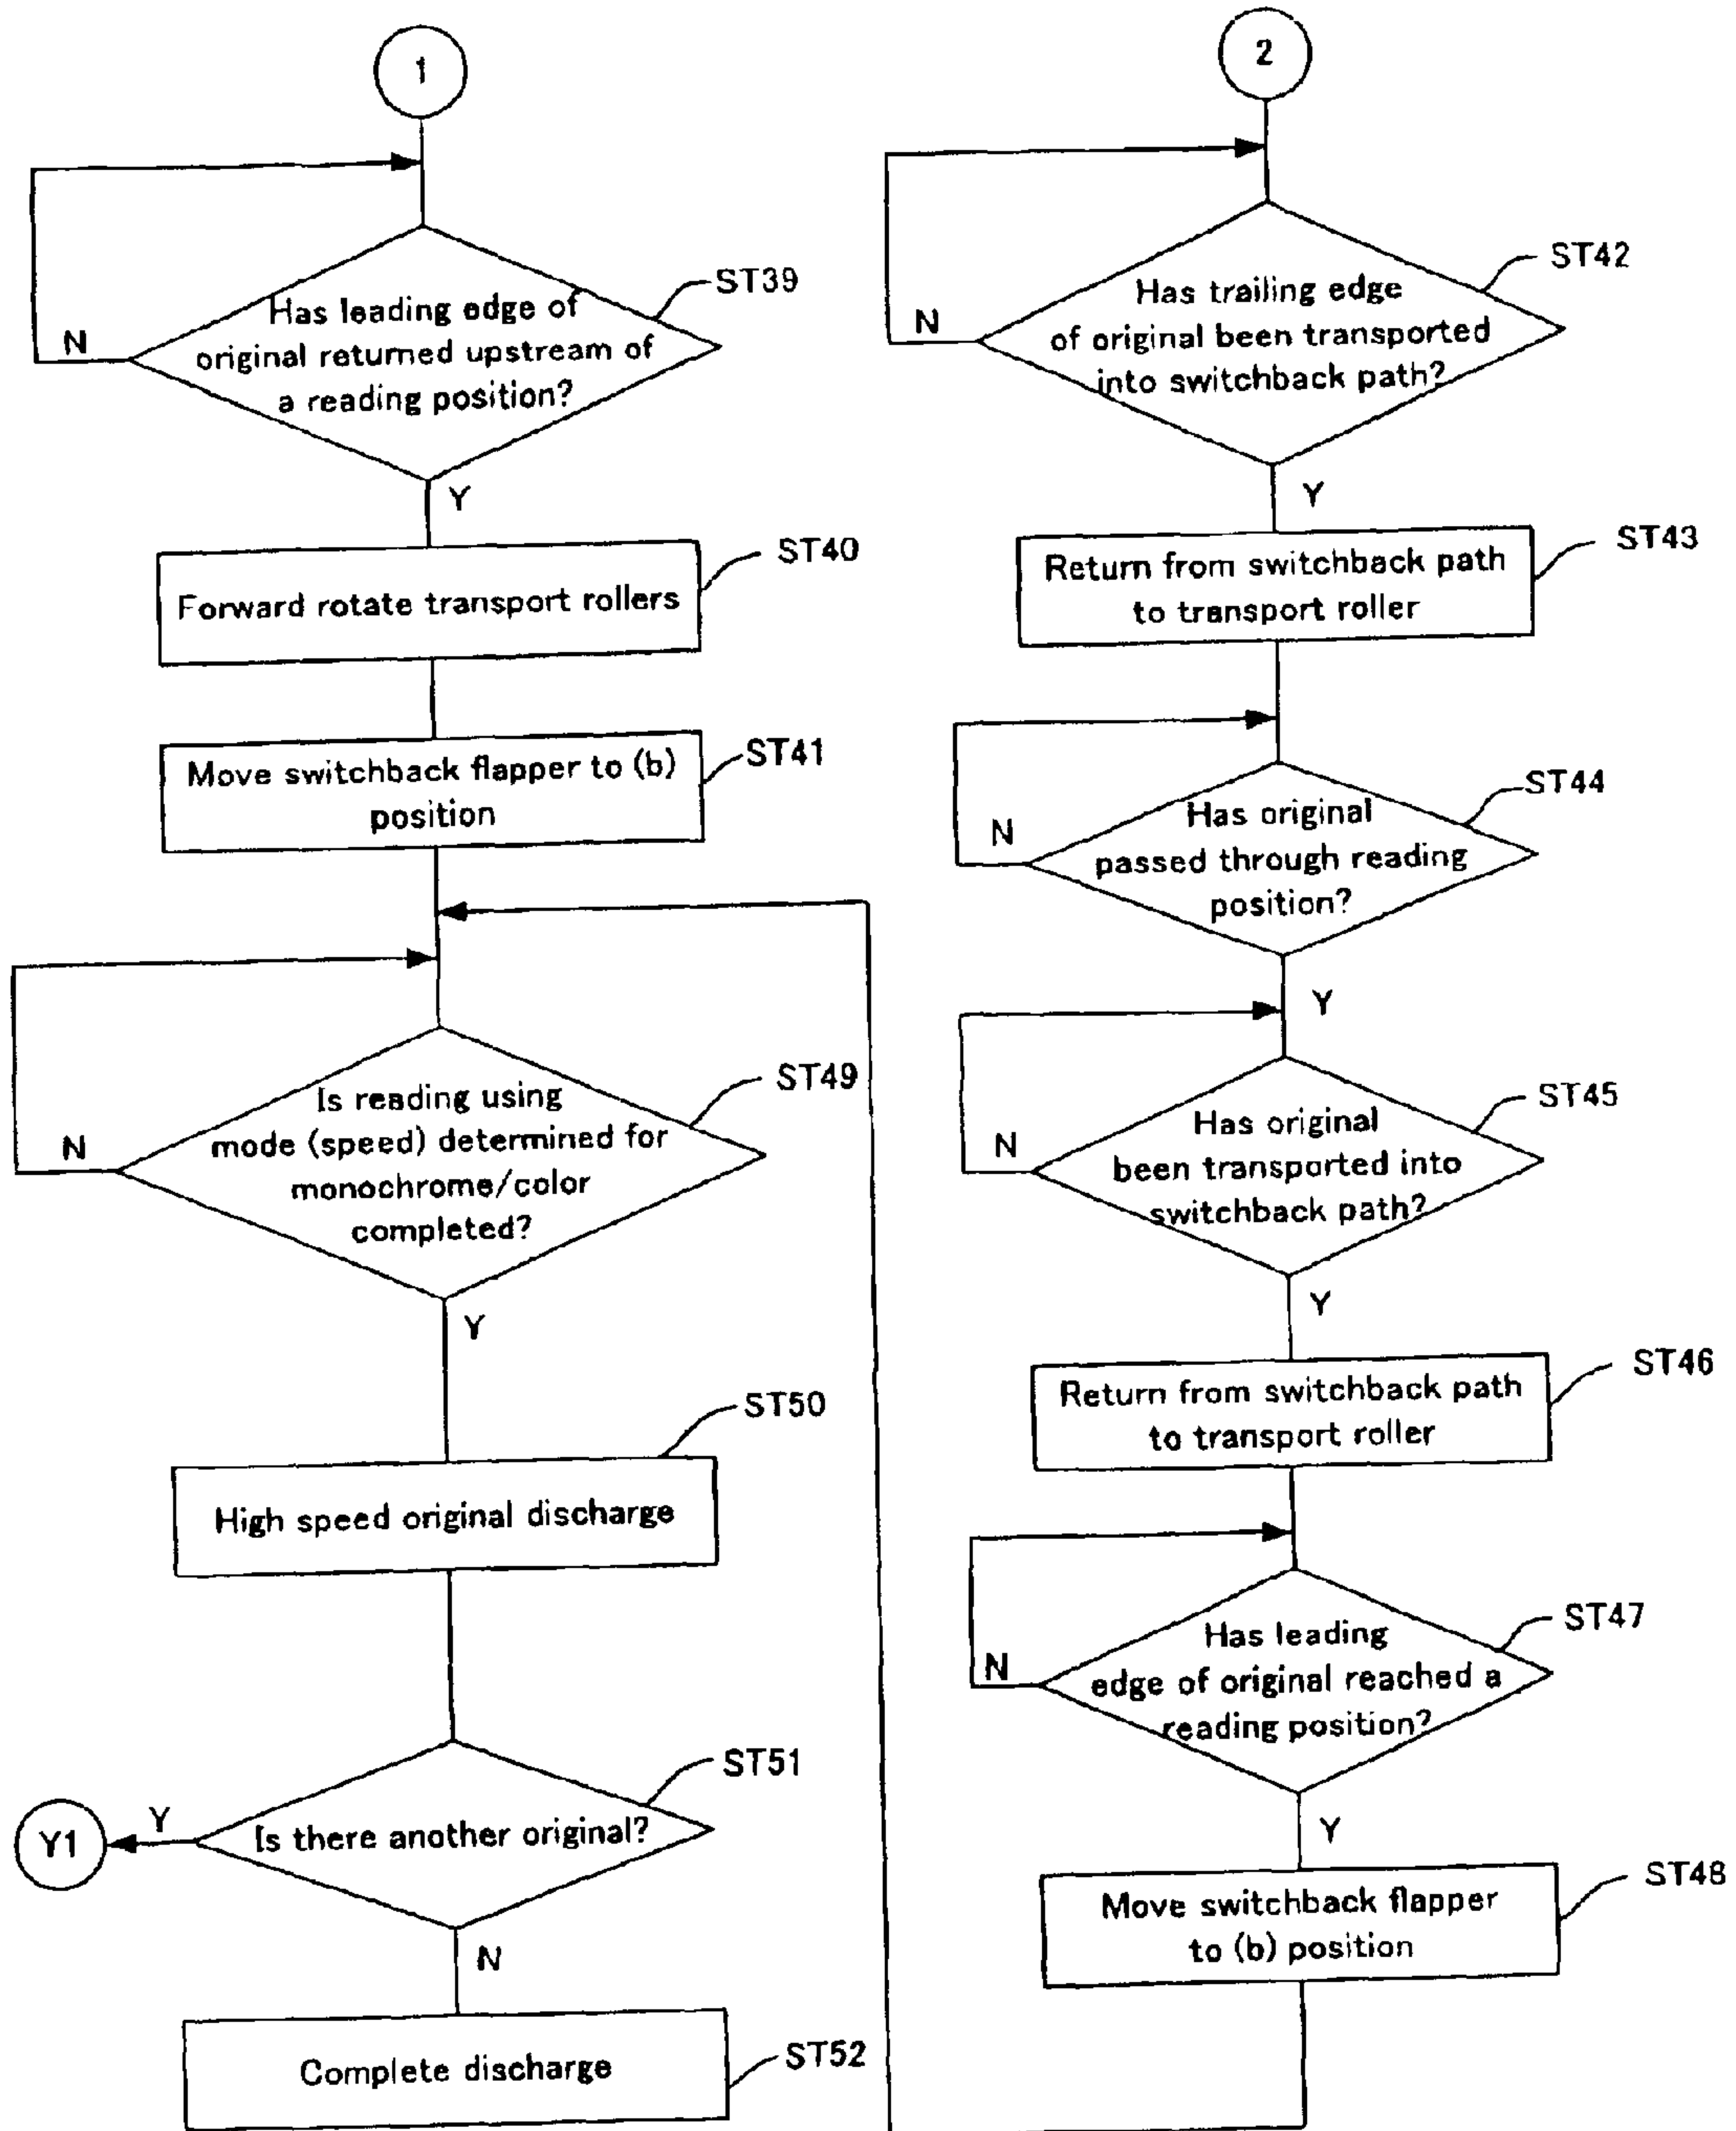 1
Has leading edge of
original returned upstream of
a reading position?
ST39
N
Y
Forward rotate transport rollers
ST40
Move switchback flapper to (b)
position
ST41
Is reading using
mode (speed) determined for
monochrome/color
completed?
ST49
N
Y
High speed original discharge
ST50
Is there another original?
ST51
Y
Y1
N
Complete discharge
ST52
2
Has trailing edge
of original been transported
into switchback path?
ST42
N
Y
Return from switchback path
to transport roller
ST43
Has original
passed through reading
position?
ST44
N
Y
Has original
been transported into
switchback path?
ST45
N
Y
Return from switchback path
to transport roller
ST46
Has leading
edge of original reached a
reading position?
ST47
N
Y
Move switchback flapper
to (b) position
ST48